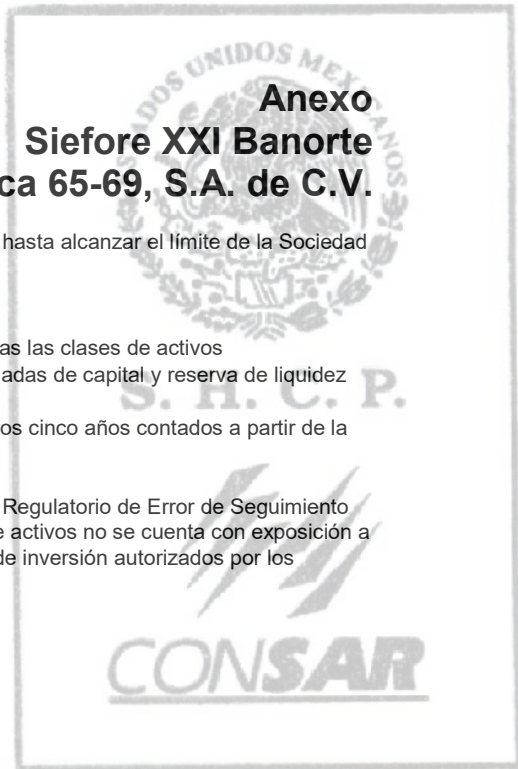 UNIDOS MEXICANOS
Anexo
Siefore XXI Banorte
ca 65-69, S.A. de C.V.
hasta alcanzar el límite de la Sociedad
as las clases de activos
adas de capital y reserva de liquidez
S. H. C. P.
os cinco años contados a partir de la
Regulatorio de Error de Seguimiento
e activos no se cuenta con exposición a
de inversión autorizados por los
CONSAR